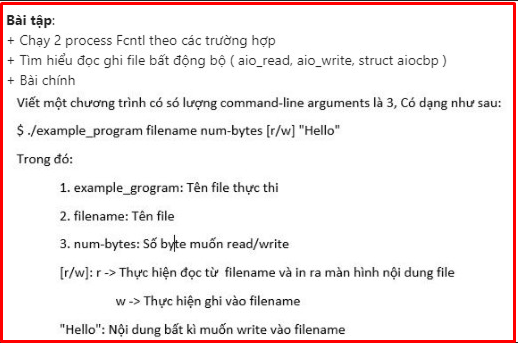 Bài tập:
+ Chạy 2 process Fcntl theo các trường hợp
+ Tìm hiểu đọc ghi file bất động bộ ( aio_read, aio_write, struct aiocbp )
+ Bài chính
Viết một chương trình có só lượng command-line arguments là 3, Có dạng như sau:
$ ./example_program filename num-bytes [r/w] "Hello"
Trong đó:
1. example_grogram: Tên file thực thi
2. filename: Tên file
3. num-bytes: Số byte muốn read/write
[r/w]: r -> Thực hiện đọc từ filename và in ra màn hình nội dung file
w -> Thực hiện ghi vào filename
"Hello": Nội dung bất kì muốn write vào filename